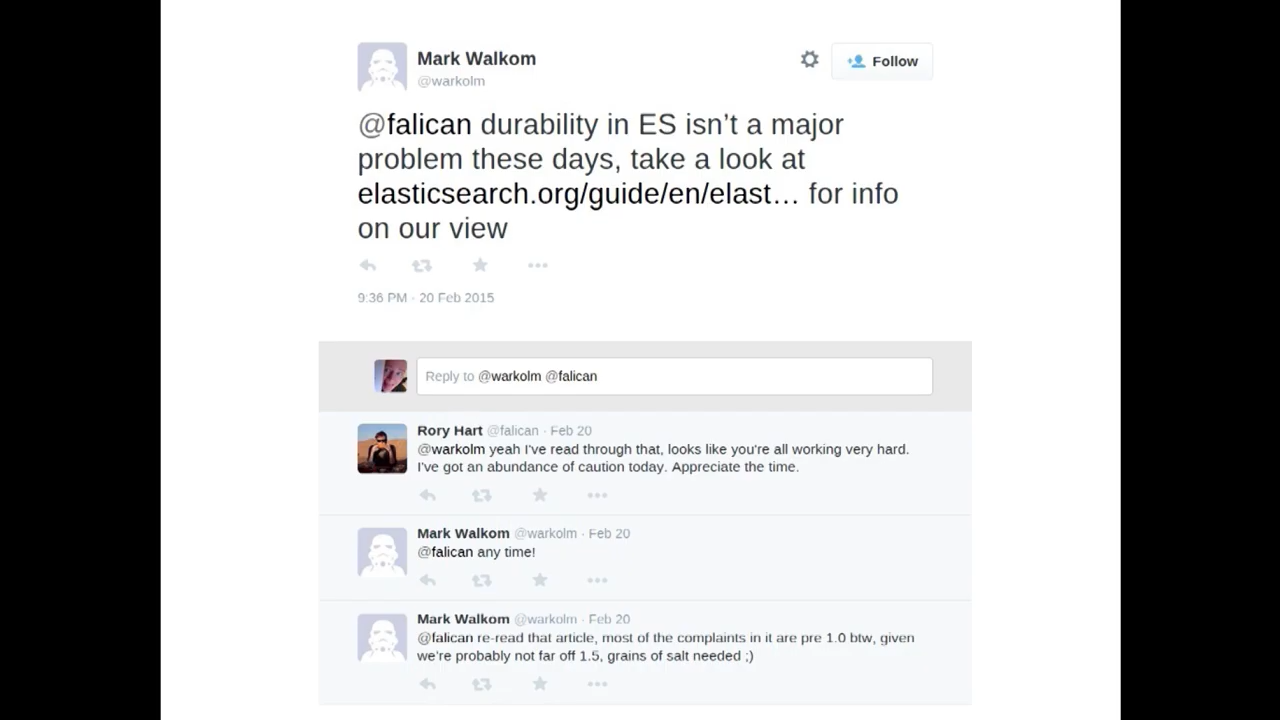 Mark Walkom
@warkolm
Follow
@falican durability in ES isn’t a major
problem these days, take a look at
elasticsearch.org/guide/en/elast… for info
on our view
9:36 PM · 20 Feb 2015
Reply to @warkolm @falican
Rory Hart @falican · Feb 20
@warkolm yeah I've read through that, looks like you're all working very hard.
I've got an abundance of caution today. Appreciate the time.
Mark Walkom @warkolm · Feb 20
@falican any time!
Mark Walkom @warkolm · Feb 20
@falican re-read that article, most of the complaints in it are pre 1.0 btw, given
we're probably not far off 1.5, grains of salt needed ;)